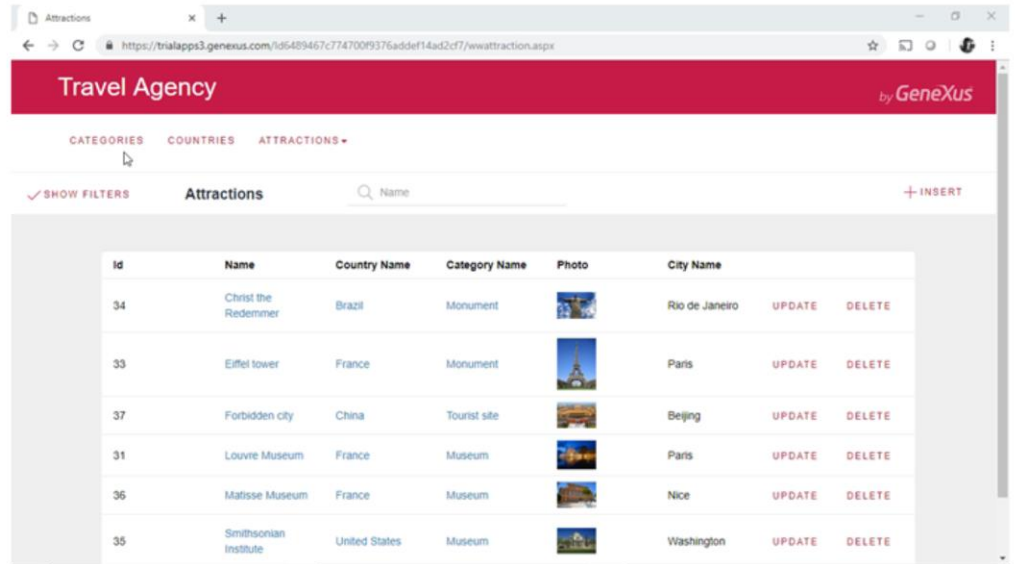 Attractions
https://trialapps3.genexus.com/Id6489467c774700f9376addef14ad2cf7/wwattraction.aspx
Travel Agency
by GeneXus
CATEGORIES COUNTRIES ATTRACTIONS
SHOW FILTERS Attractions Name INSERT
Id Name Country Name Category Name Photo City Name
34 Christ the Redemmer Brazil Monument Rio de Janeiro UPDATE DELETE
33 Eiffel tower France Monument Paris UPDATE DELETE
37 Forbidden city China Tourist site Beijing UPDATE DELETE
31 Louvre Museum France Museum Paris UPDATE DELETE
36 Matisse Museum France Museum Nice UPDATE DELETE
35 Smithsonian Institute United States Museum Washington UPDATE DELETE